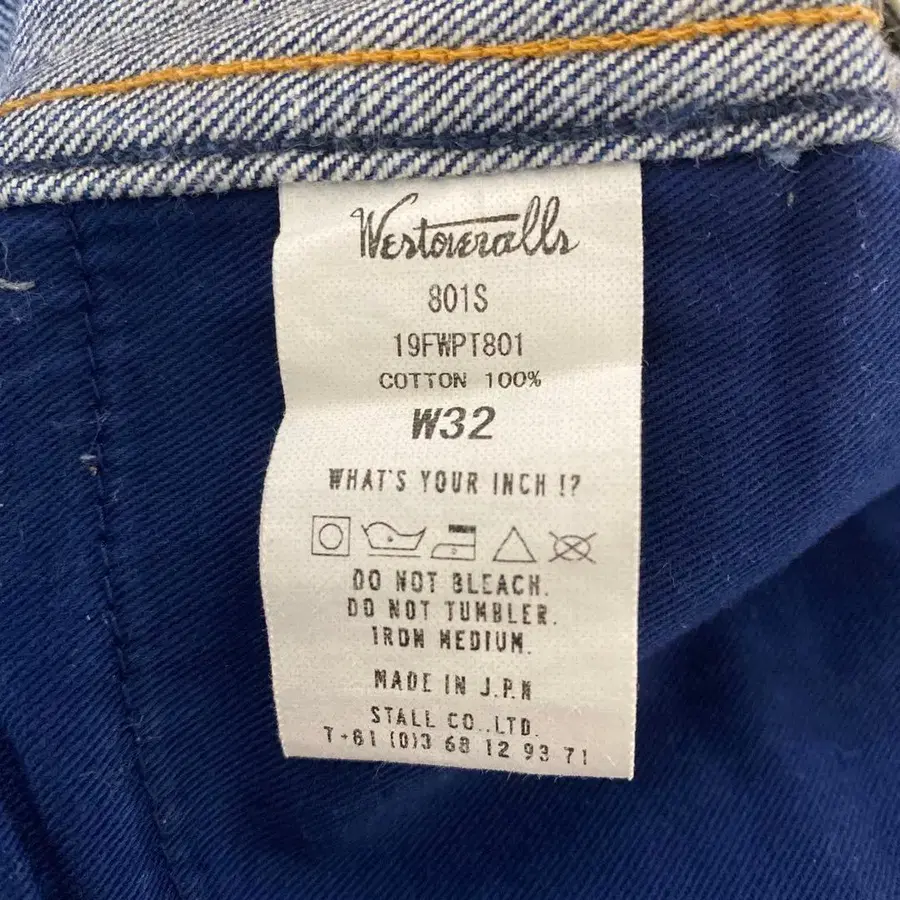 Westoveralls
801S
19FWPT801
COTTON 100%
W32
WHAT'S YOUR INCH !?
DO NOT BLEACH.
DO NOT TUMBLER.
IRON MEDIUM.
MADE IN J.P.N
STALL CO.,LTD.
T+81 (0)3 68 12 93 71